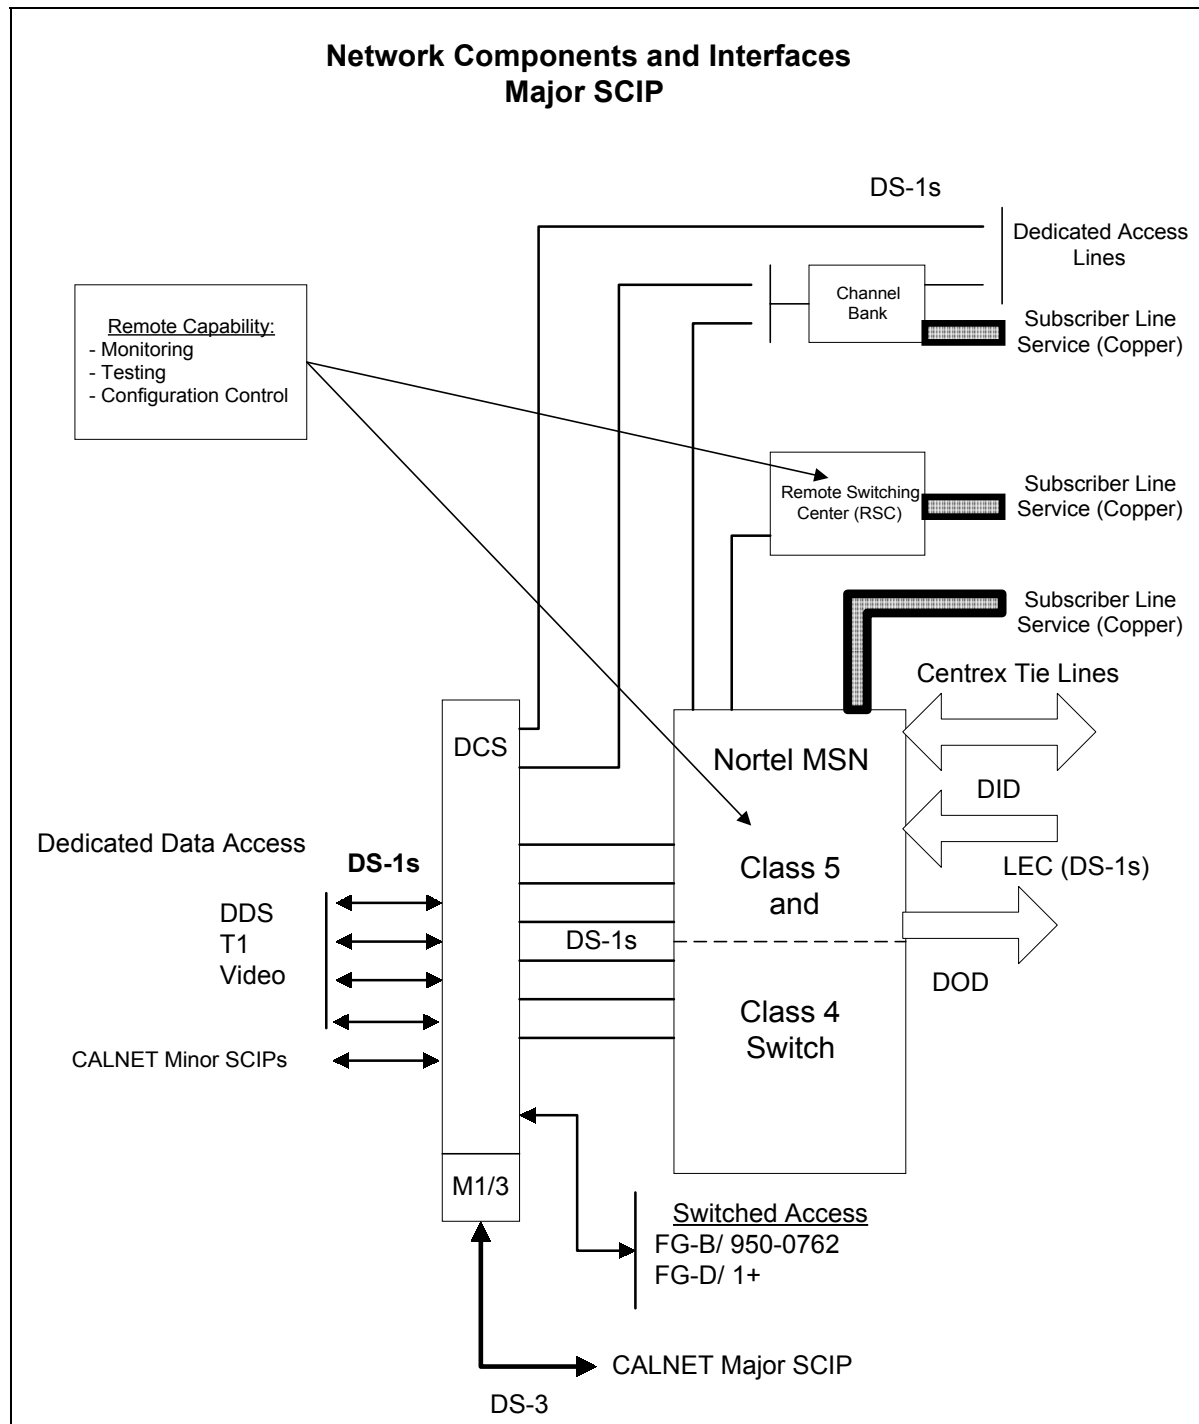 Network Components and Interfaces
Major SCIP
DS-1s
Dedicated Access
Lines
Channel
Bank
Subscriber Line
Service (Copper)
Remote Capability:
- Monitoring
- Testing
- Configuration Control
Remote Switching
Center (RSC)
Subscriber Line
Service (Copper)
Subscriber Line
Service (Copper)
Centrex Tie Lines
DCS
Nortel MSN
DID
Dedicated Data Access
DS-1s
Class 5
and
LEC (DS-1s)
DDS
T1
Video
DS-1s
DOD
Class 4
Switch
CALNET Minor SCIPs
M1/3
Switched Access
FG-B/ 950-0762
FG-D/ 1+
CALNET Major SCIP
DS-3